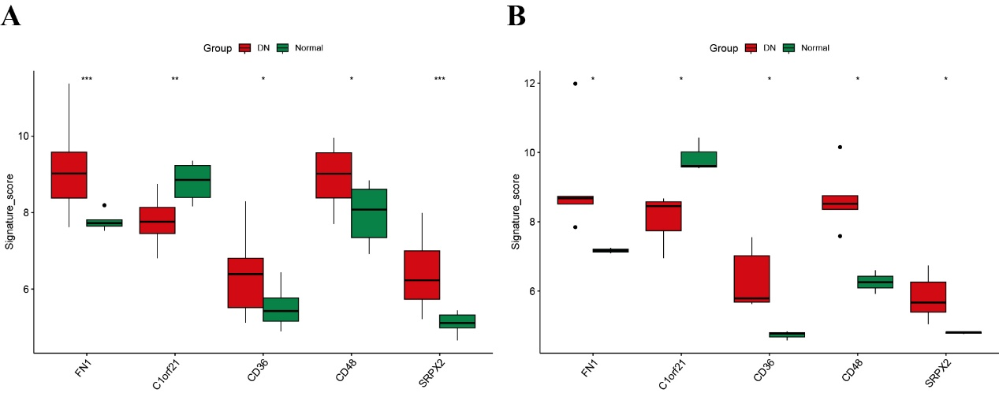 A
Group DN Normal
*** ** * * ***
Signature_score
10
8
6
FN1 C1orf21 CD36 CD48 SRPX2
B
Group DN Normal
* * * * *
Signature_score
12
10
8
6
FN1 C1orf21 CD36 CD48 SRPX2